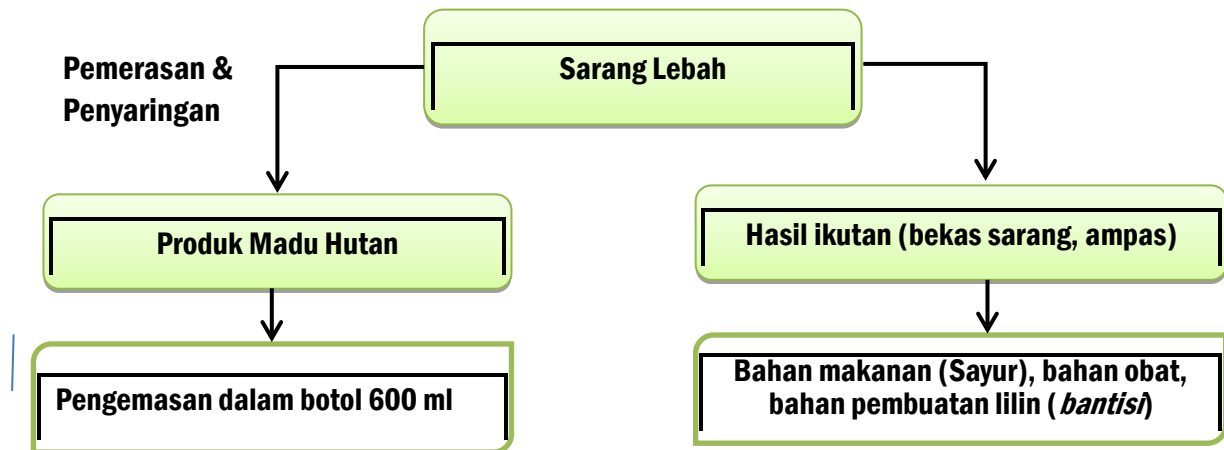 Pemerasan &
Penyaringan
Sarang Lebah
Produk Madu Hutan
Hasil ikutan (bekas sarang, ampas)
Pengemasan dalam botol 600 ml
Bahan makanan (Sayur), bahan obat,
bahan pembuatan lilin (bantisi)